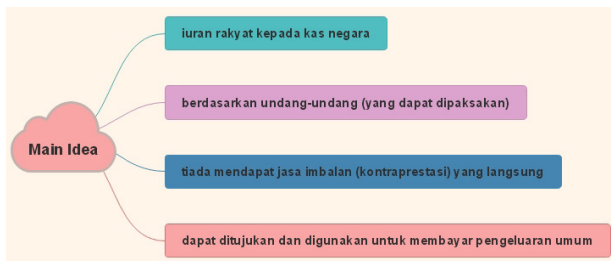 Main Idea
iuran rakyat kepada kas negara
berdasarkan undang-undang (yang dapat dipaksakan)
tiada mendapat jasa imbalan (kontraprestasi) yang langsung
dapat ditujukan dan digunakan untuk membayar pengeluaran umum